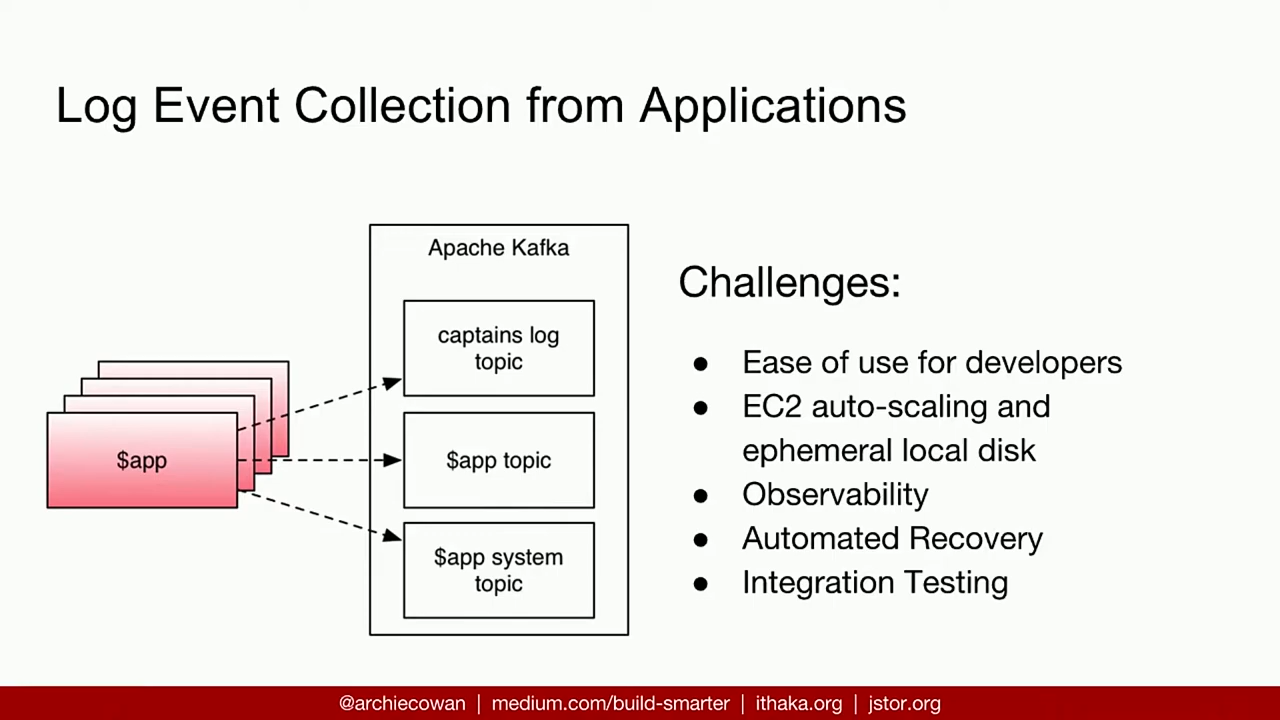 Log Event Collection from Applications
Apache Kafka
captains log
topic
$app
$app topic
$app system
topic
Challenges:
● Ease of use for developers
● EC2 auto-scaling and
ephemeral local disk
● Observability
● Automated Recovery
● Integration Testing
@archiecowan | medium.com/build-smarter | ithaka.org | jstor.org